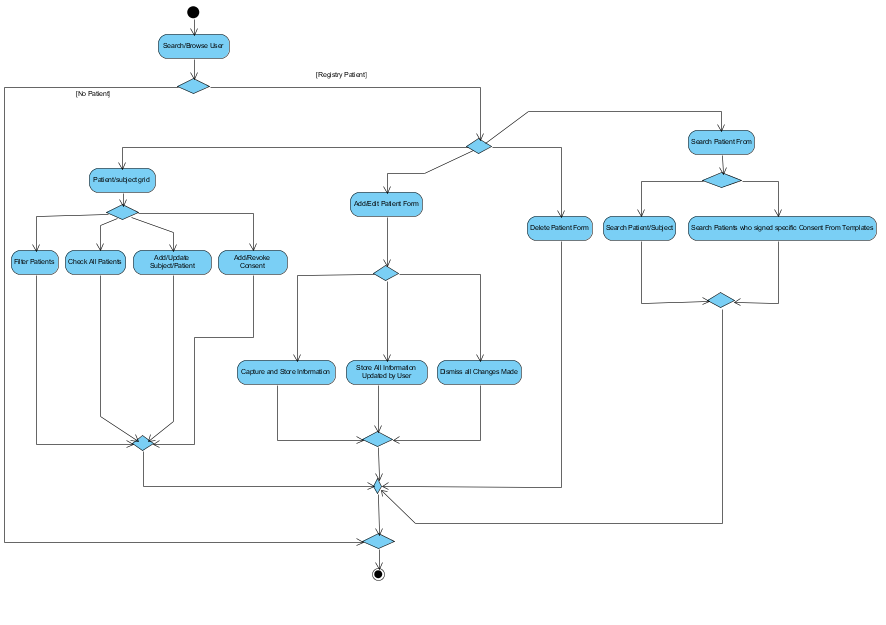 Search/Browse User
[Registry Patient]
[No Patient]
Search Patient From
Patient/subject grid
Add/Edit Patient Form
Delete Patient Form
Search Patient/Subject
Search Patients who signed specific Consent From Templates
Filter Patients
Check All Patients
Add/Update
Subject/Patient
Add/Revoke
Consent
Capture and Store Information
Store All Information
Updated by User
Dismiss all Changes Made